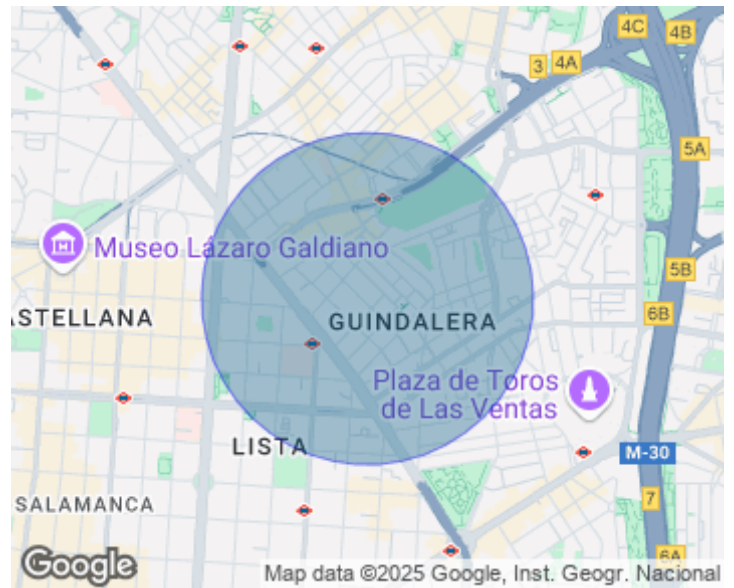 4C
4B
3
4A
5A
Museo Lázaro Galdiano
5B
ASTELLANA
GUINDALERA
6B
Plaza de Toros
de Las Ventas
LISTA
M-30
SALAMANCA
7
6A
Google
Map data ©2025 Google, Inst. Geogr. Nacional